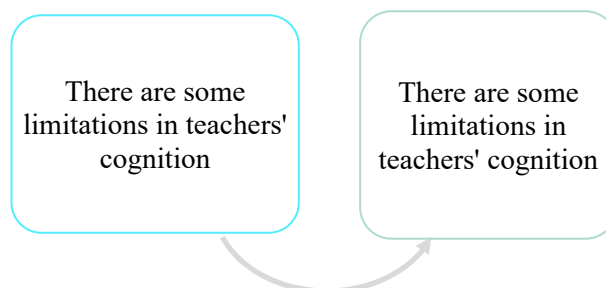 There are some
limitations in teachers'
cognition
There are some
limitations in
teachers' cognition